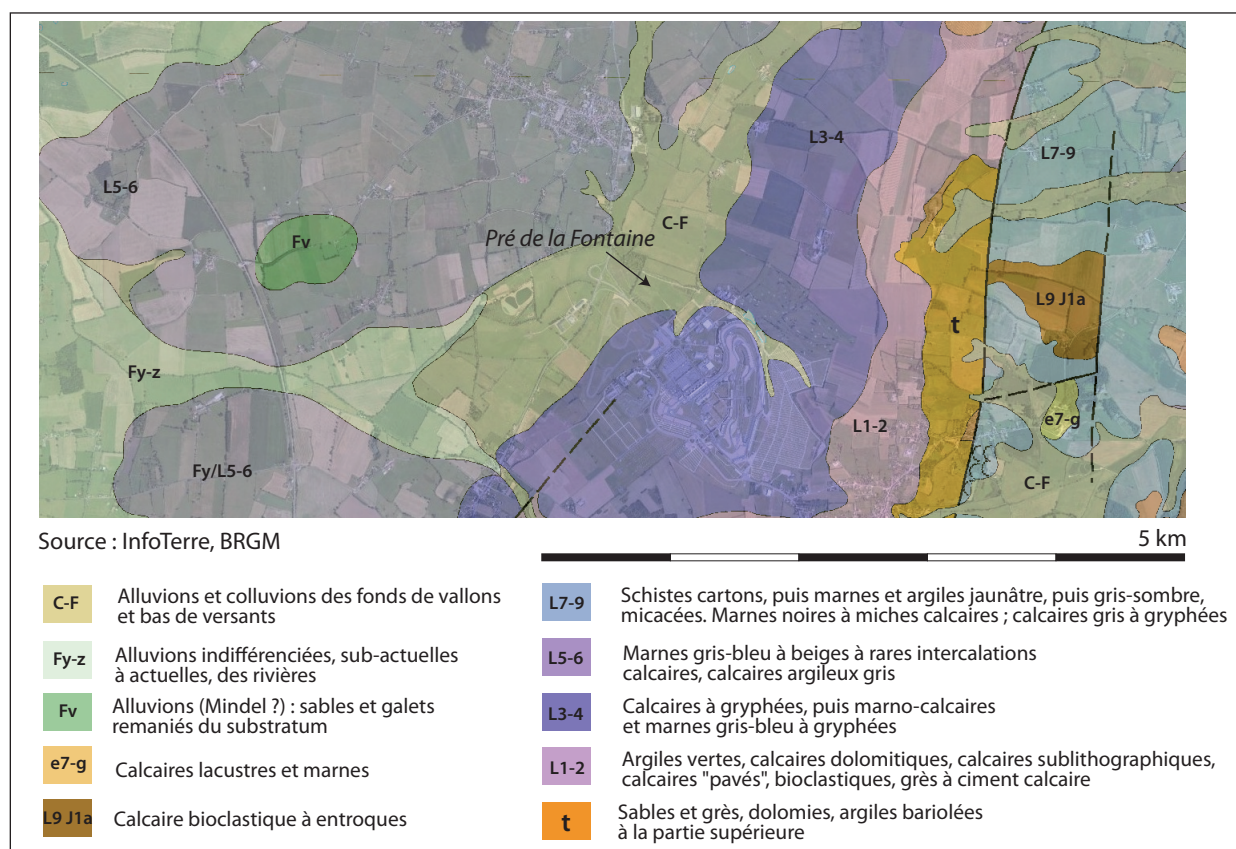 L5-6
L3-4
L7-9
Fv
C-F
Pré de la Fontaine
L9 J1a
t
Fy-z
L1-2
e7-g
Fy/L5-6
C-F
Source : InfoTerre, BRGM
5 km
C-F
Alluvions et colluvions des fonds de vallons
et bas de versants
Fy-z
Alluvions indifférenciées, sub-actuelles
à actuelles, des rivières
Fv
Alluvions (Mindel ?) : sables et galets
remaniés du substratum
e7-g
Calcaires lacustres et marnes
L9 J1a
Calcaire bioclastique à entroques
L7-9
Schistes cartons, puis marnes et argiles jaunâtre, puis gris-sombre,
micacées. Marnes noires à miches calcaires ; calcaires gris à gryphées
L5-6
Marnes gris-bleu à beiges à rares intercalations
calcaires, calcaires argileux gris
L3-4
Calcaires à gryphées, puis marno-calcaires
et marnes gris-bleu à gryphées
L1-2
Argiles vertes, calcaires dolomitiques, calcaires sublithographiques,
calcaires "pavés", bioclastiques, grès à ciment calcaire
t
Sables et grès, dolomies, argiles bariolées
à la partie supérieure